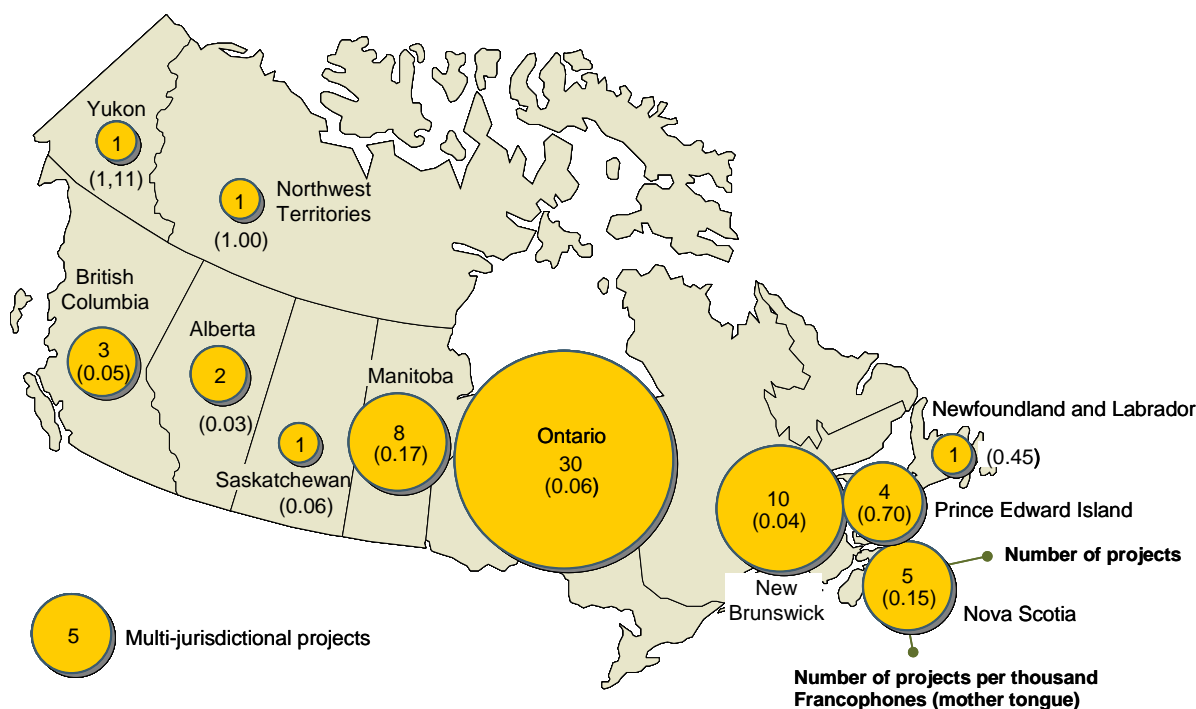 Yukon
1
(1,11)
1
Northwest
Territories
(1.00)
British
Columbia
3
(0.05)
Alberta
2
(0.03)
1
Saskatchewan
(0.06)
Manitoba
8
(0.17)
Ontario
30
(0.06)
10
(0.04)
New
Brunswick
Newfoundland and Labrador
1
(0.45)
4
(0.70)
Prince Edward Island
Number of projects
5
(0.15)
Nova Scotia
Number of projects per thousand
Francophones (mother tongue)
5
Multi-jurisdictional projects